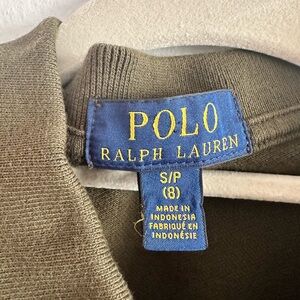 POLO
RALPH LAUREN
S/P
(8)
MADE IN
INDONESIA
FABRIQUÉ EN
INDONÉSIE